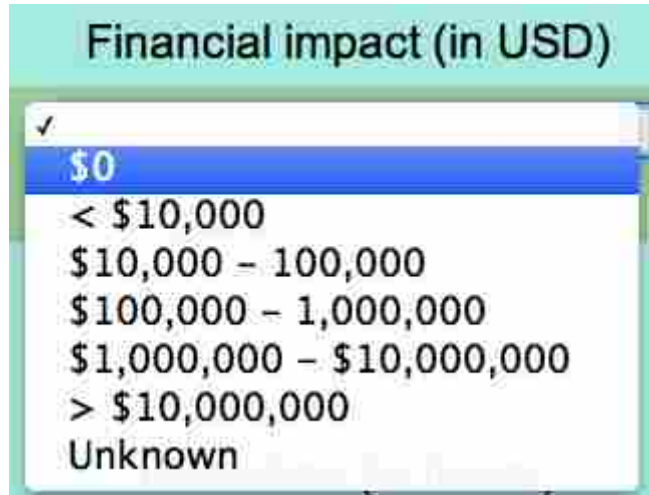 Financial impact (in USD)
✓
$0
< $10,000
$10,000 – 100,000
$100,000 – 1,000,000
$1,000,000 – $10,000,000
> $10,000,000
Unknown